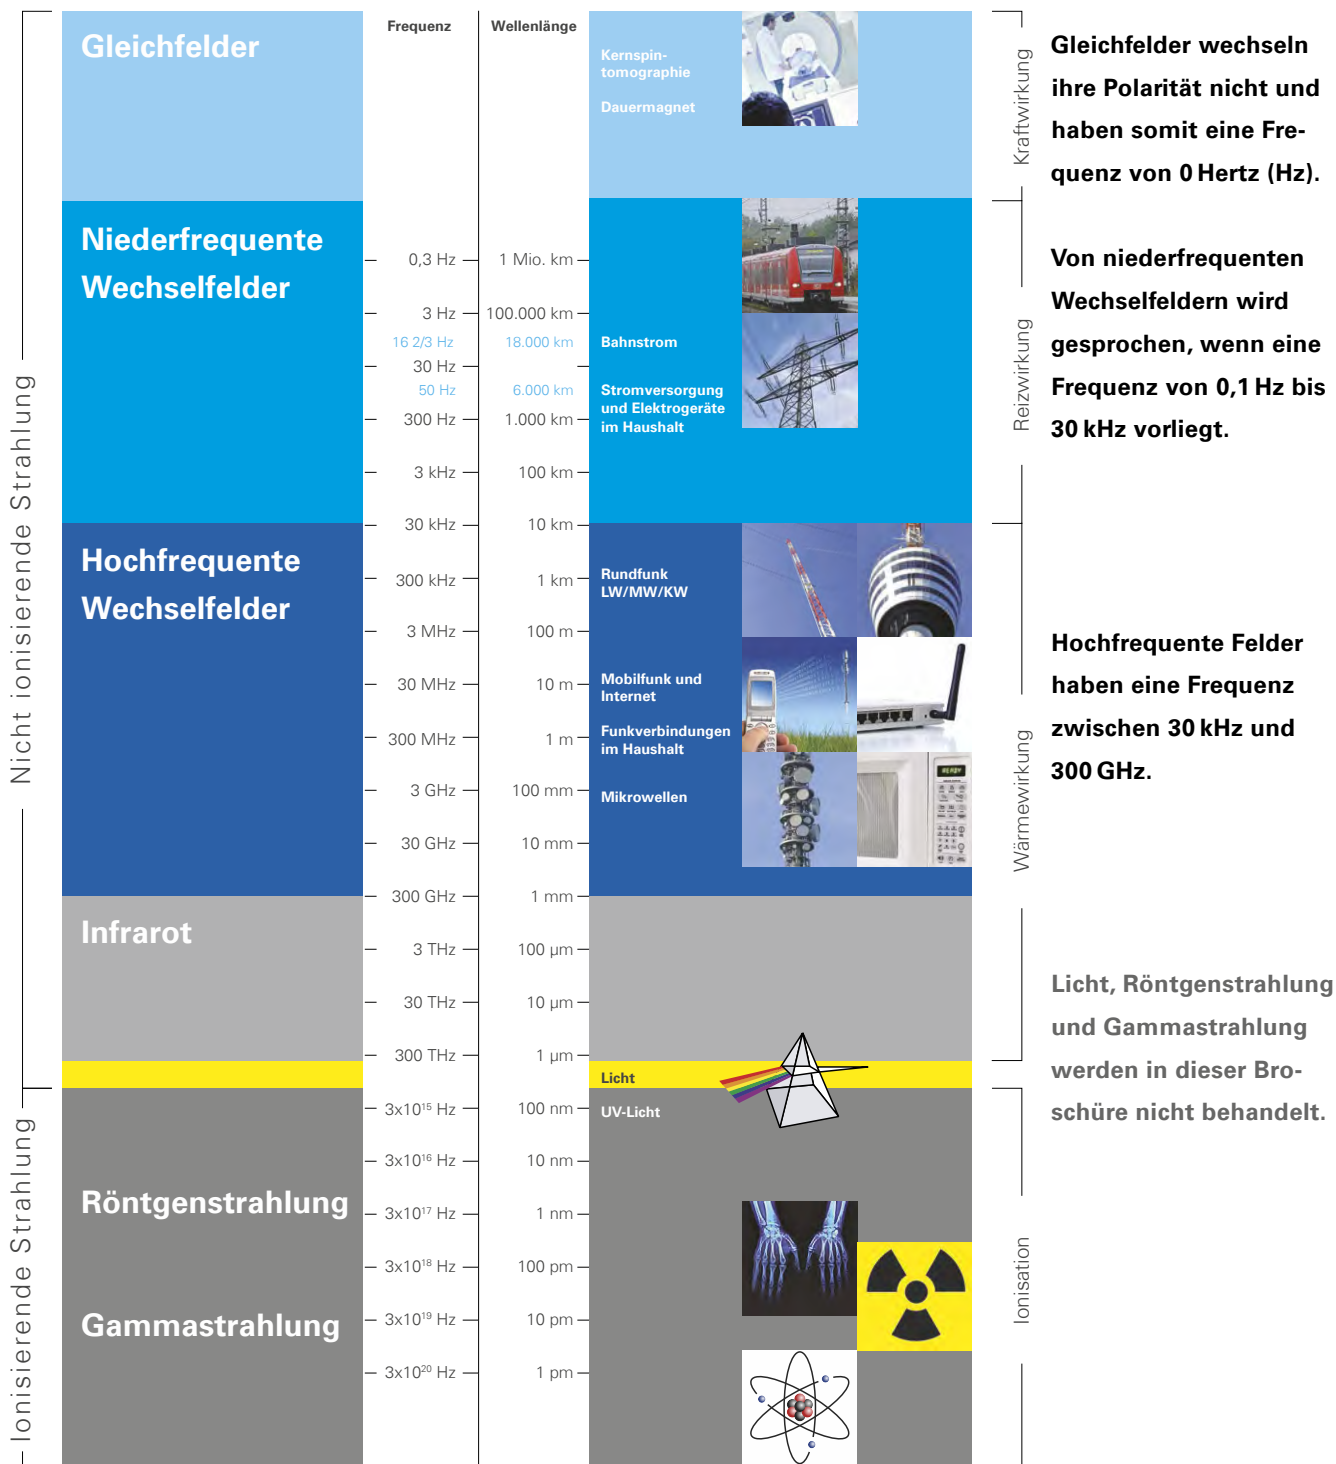 Nicht ionisierende Strahlung
Ionisierende Strahlung
Gleichfelder
Niederfrequente
Wechselfelder
Hochfrequente
Wechselfelder
Infrarot
Röntgenstrahlung
Gammastrahlung
Frequenz
Wellenlänge
0,3 Hz
1 Mio. km
3 Hz
100.000 km
16 2/3 Hz
18.000 km
30 Hz
50 Hz
6.000 km
300 Hz
1.000 km
3 kHz
100 km
30 kHz
10 km
300 kHz
1 km
3 MHz
100 m
30 MHz
10 m
300 MHz
1 m
3 GHz
100 mm
30 GHz
10 mm
300 GHz
1 mm
3 THz
100 µm
30 THz
10 µm
300 THz
1 µm
3x10¹⁵ Hz
100 nm
3x10¹⁶ Hz
10 nm
3x10¹⁷ Hz
1 nm
3x10¹⁸ Hz
100 pm
3x10¹⁹ Hz
10 pm
3x10²⁰ Hz
1 pm
Kernspin-
tomographie
Dauermagnet
Bahnstrom
Stromversorgung
und Elektrogeräte
im Haushalt
Rundfunk
LW/MW/KW
Mobilfunk und
Internet
Funkverbindungen
im Haushalt
Mikrowellen
Licht
UV-Licht
Kraftwirkung
Reizwirkung
Wärmewirkung
Ionisation
Gleichfelder wechseln
ihre Polarität nicht und
haben somit eine Fre-
quenz von 0 Hertz (Hz).
Von niederfrequenten
Wechselfeldern wird
gesprochen, wenn eine
Frequenz von 0,1 Hz bis
30 kHz vorliegt.
Hochfrequente Felder
haben eine Frequenz
zwischen 30 kHz und
300 GHz.
Licht, Röntgenstrahlung
und Gammastrahlung
werden in dieser Bro-
schüre nicht behandelt.